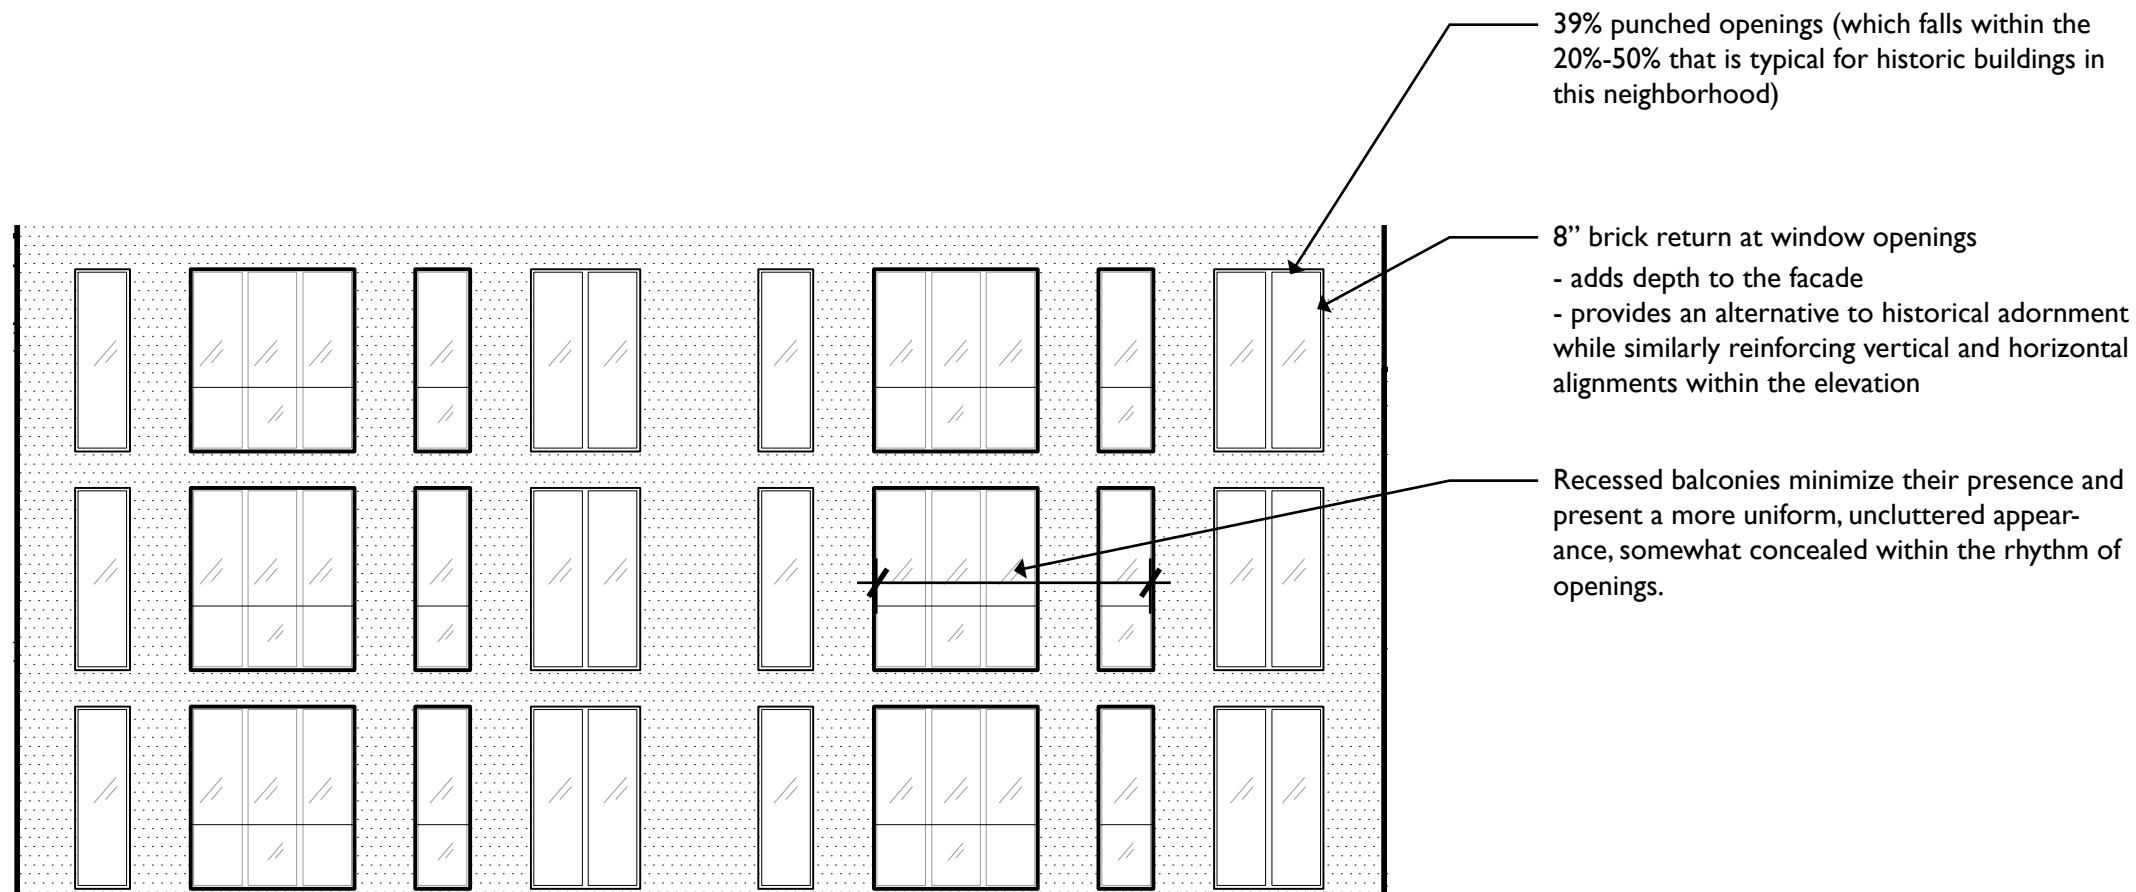 39% punched openings (which falls within the
20%-50% that is typical for historic buildings in
this neighborhood)
8” brick return at window openings
- adds depth to the facade
- provides an alternative to historical adornment
while similarly reinforcing vertical and horizontal
alignments within the elevation
Recessed balconies minimize their presence and
present a more uniform, uncluttered appear-
ance, somewhat concealed within the rhythm of
openings.